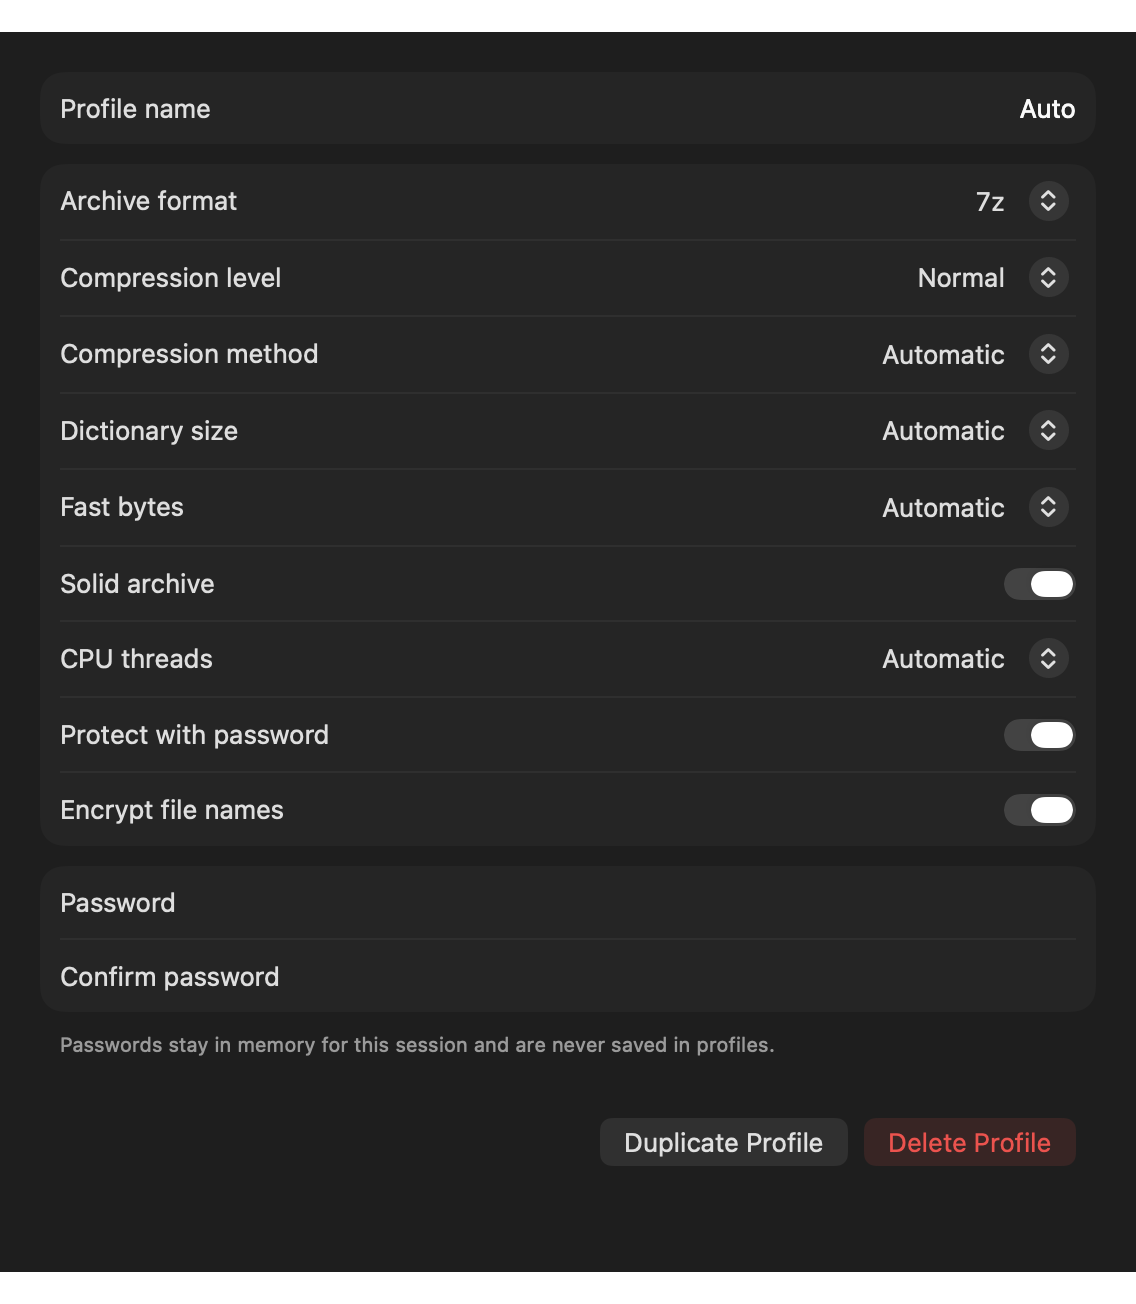 Profile name Auto
Archive format 7z
Compression level Normal
Compression method Automatic
Dictionary size Automatic
Fast bytes Automatic
Solid archive
CPU threads Automatic
Protect with password
Encrypt file names
Password
Confirm password
Passwords stay in memory for this session and are never saved in profiles.
Duplicate Profile Delete Profile